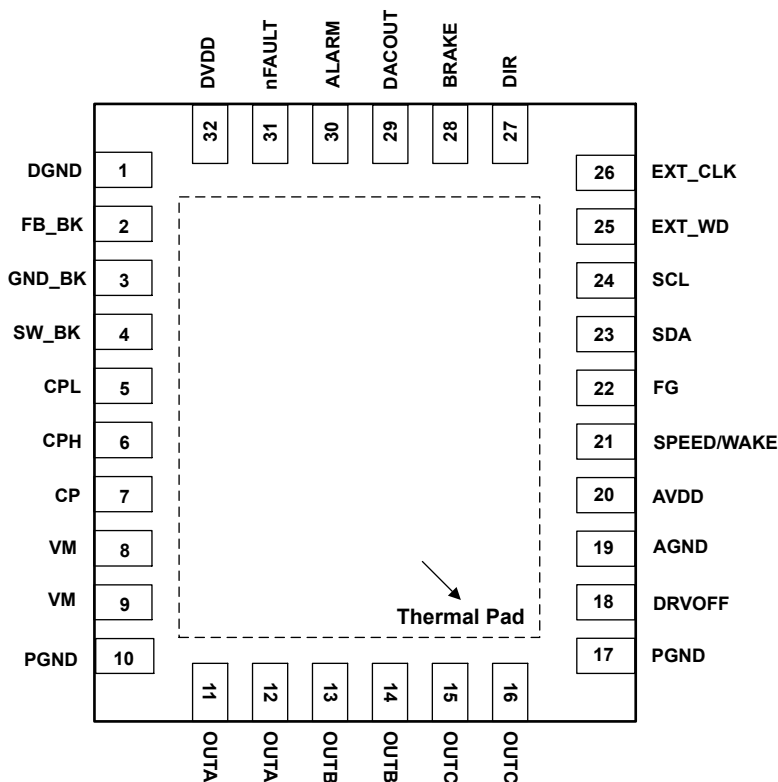 DVDD
nFAULT
ALARM
DACOUT
BRAKE
DIR
32
31
30
29
28
27
DGND 1
FB_BK 2
GND_BK 3
SW_BK 4
CPL 5
CPH 6
CP 7
VM 8
VM 9
PGND 10
26 EXT_CLK
25 EXT_WD
24 SCL
23 SDA
22 FG
21 SPEED/WAKE
20 AVDD
19 AGND
18 DRVOFF
17 PGND
Thermal Pad
11
12
13
14
15
16
OUTA
OUTA
OUTB
OUTB
OUTC
OUTC